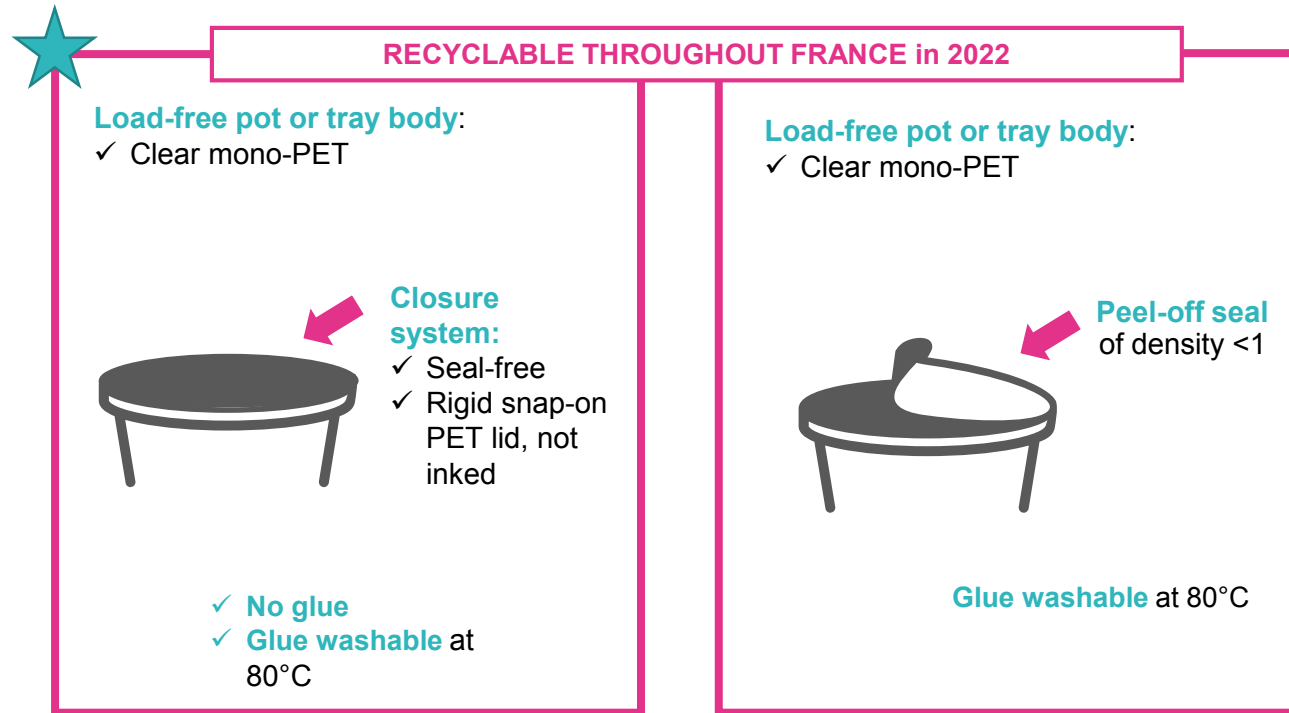 RECYCLABLE THROUGHOUT FRANCE in 2022
Load-free pot or tray body:
✓ Clear mono-PET
Closure
system:
✓ Seal-free
✓ Rigid snap-on
PET lid, not
inked
✓ No glue
✓ Glue washable at
80°C
Load-free pot or tray body:
✓ Clear mono-PET
Peel-off seal
of density <1
Glue washable at 80°C